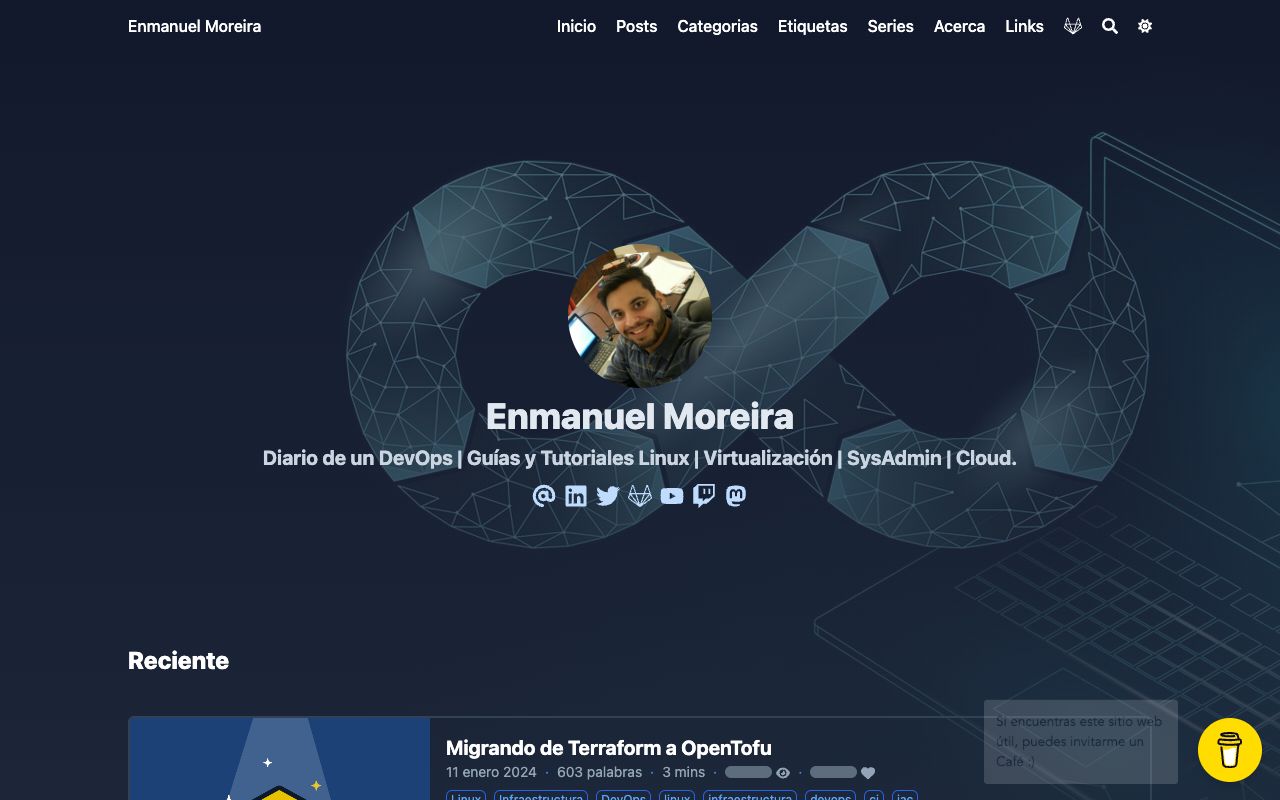 Enmanuel Moreira
Inicio Posts Categorias Etiquetas Series Acerca Links
Enmanuel Moreira
Diario de un DevOps | Guías y Tutoriales Linux | Virtualización | SysAdmin | Cloud.
Reciente
Migrando de Terraform a OpenTofu
11 enero 2024 · 603 palabras · 3 mins · ·
Linux Infraestructura DevOps linux infraestructura devops ci iac
Si encuentras este sitio web
útil, puedes invitarme un
Café :)